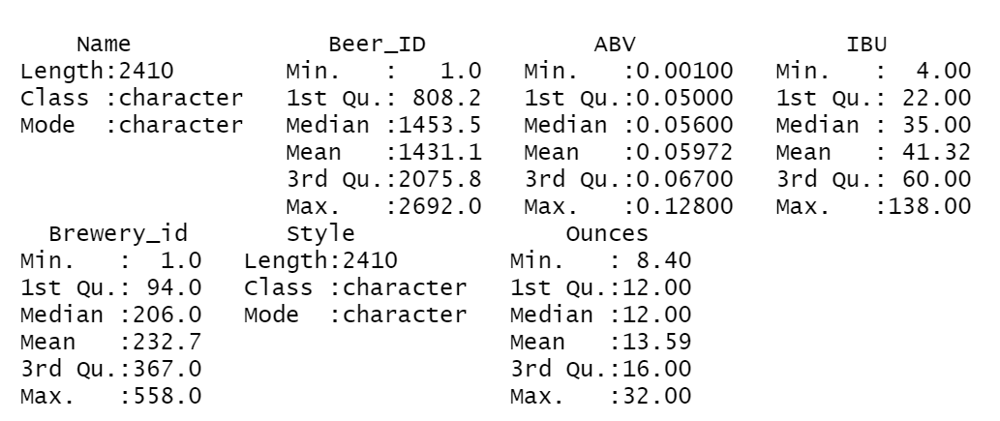 Name               Beer_ID            ABV               IBU
Length:2410        Min.   :   1.0   Min.   :0.00100   Min.   :  4.00
Class :character   1st Qu.: 808.2   1st Qu.:0.05000   1st Qu.: 22.00
Mode  :character   Median :1453.5   Median :0.05600   Median : 35.00
                   Mean   :1431.1   Mean   :0.05972   Mean   : 41.32
                   3rd Qu.:2075.8   3rd Qu.:0.06700   3rd Qu.: 60.00
                   Max.   :2692.0   Max.   :0.12800   Max.   :138.00
  Brewery_id       Style               Ounces
Min.   :  1.0   Length:2410        Min.   : 8.40
1st Qu.: 94.0   Class :character   1st Qu.:12.00
Median :206.0   Mode  :character   Median :12.00
Mean   :232.7                      Mean   :13.59
3rd Qu.:367.0                      3rd Qu.:16.00
Max.   :558.0                      Max.   :32.00